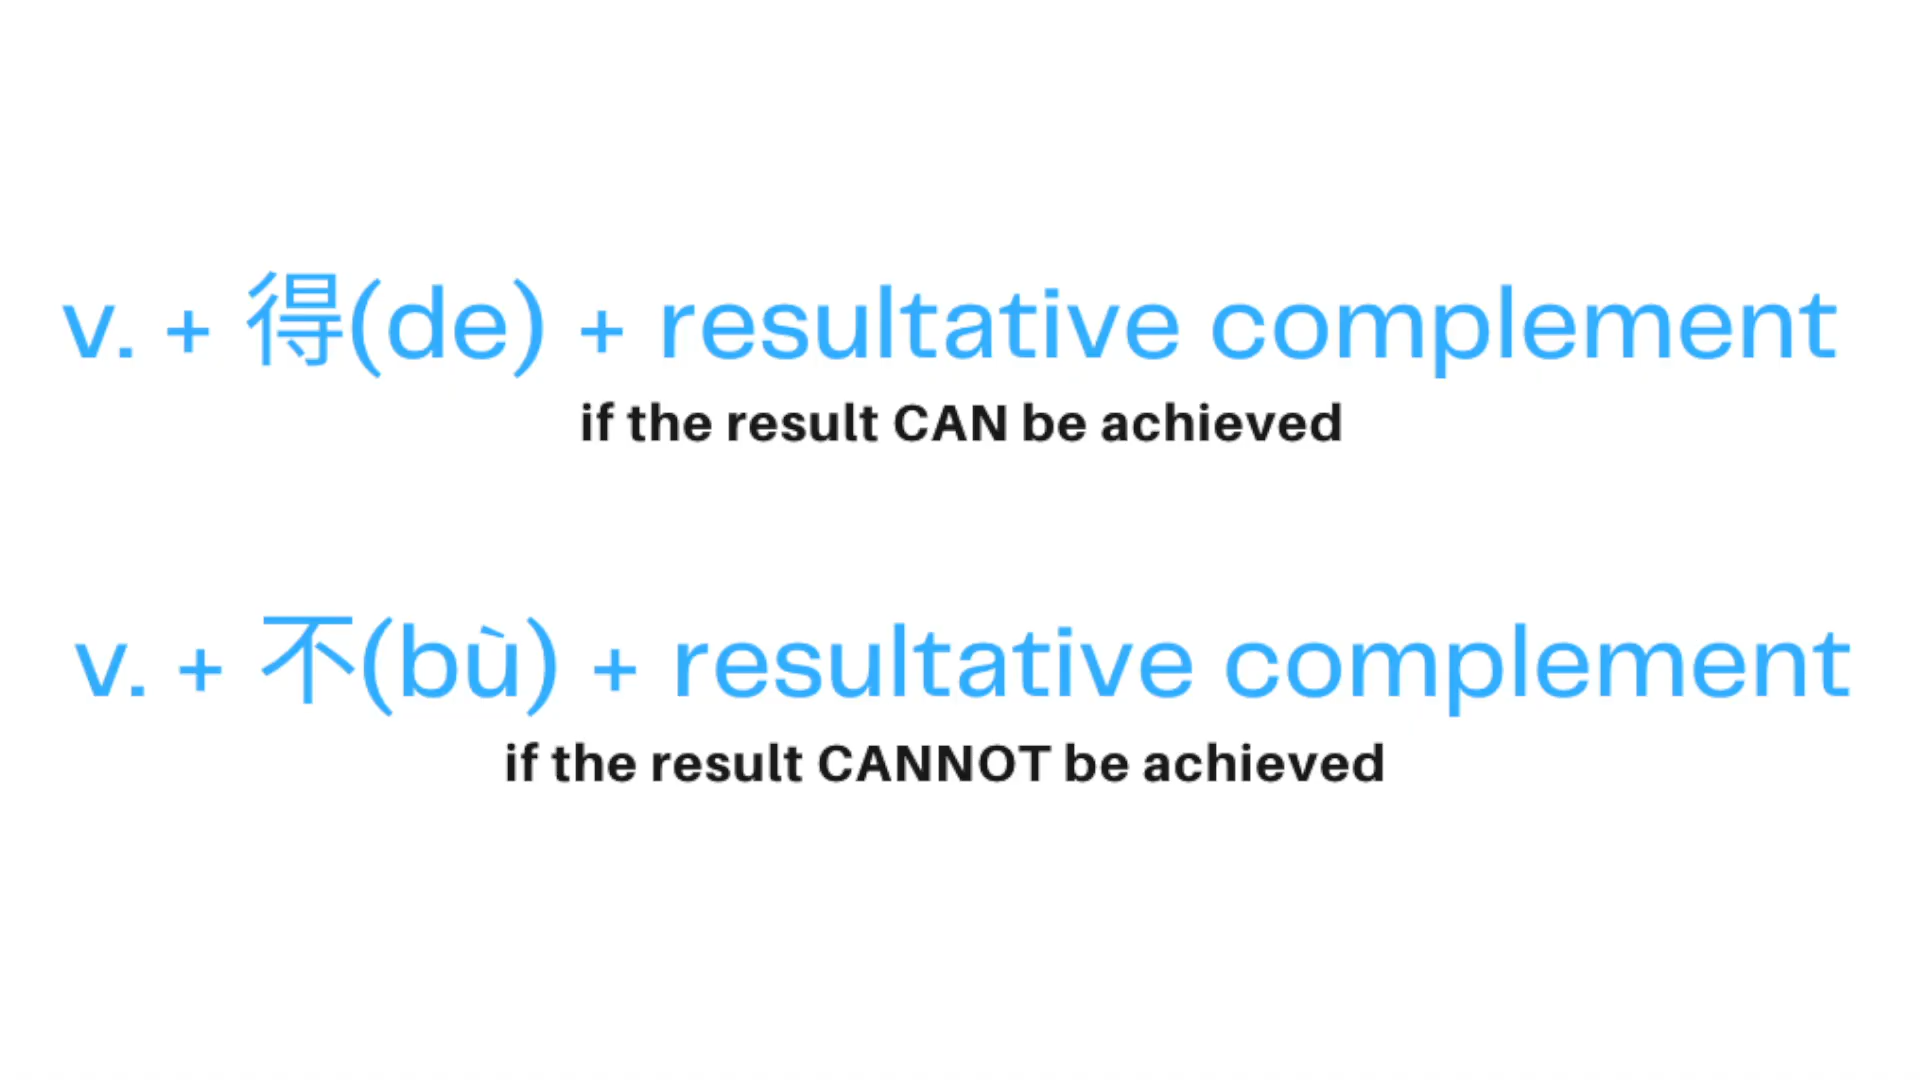 v. + 得(de) + resultative complement
if the result CAN be achieved
v. + 不(bù) + resultative complement
if the result CANNOT be achieved